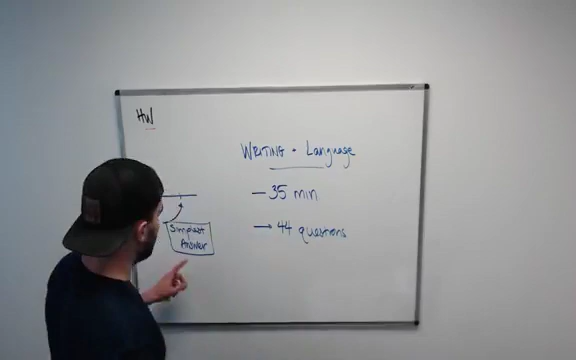 HW
WRITING + Language
— 35 min
→ 44 questions
Simplest
Answer